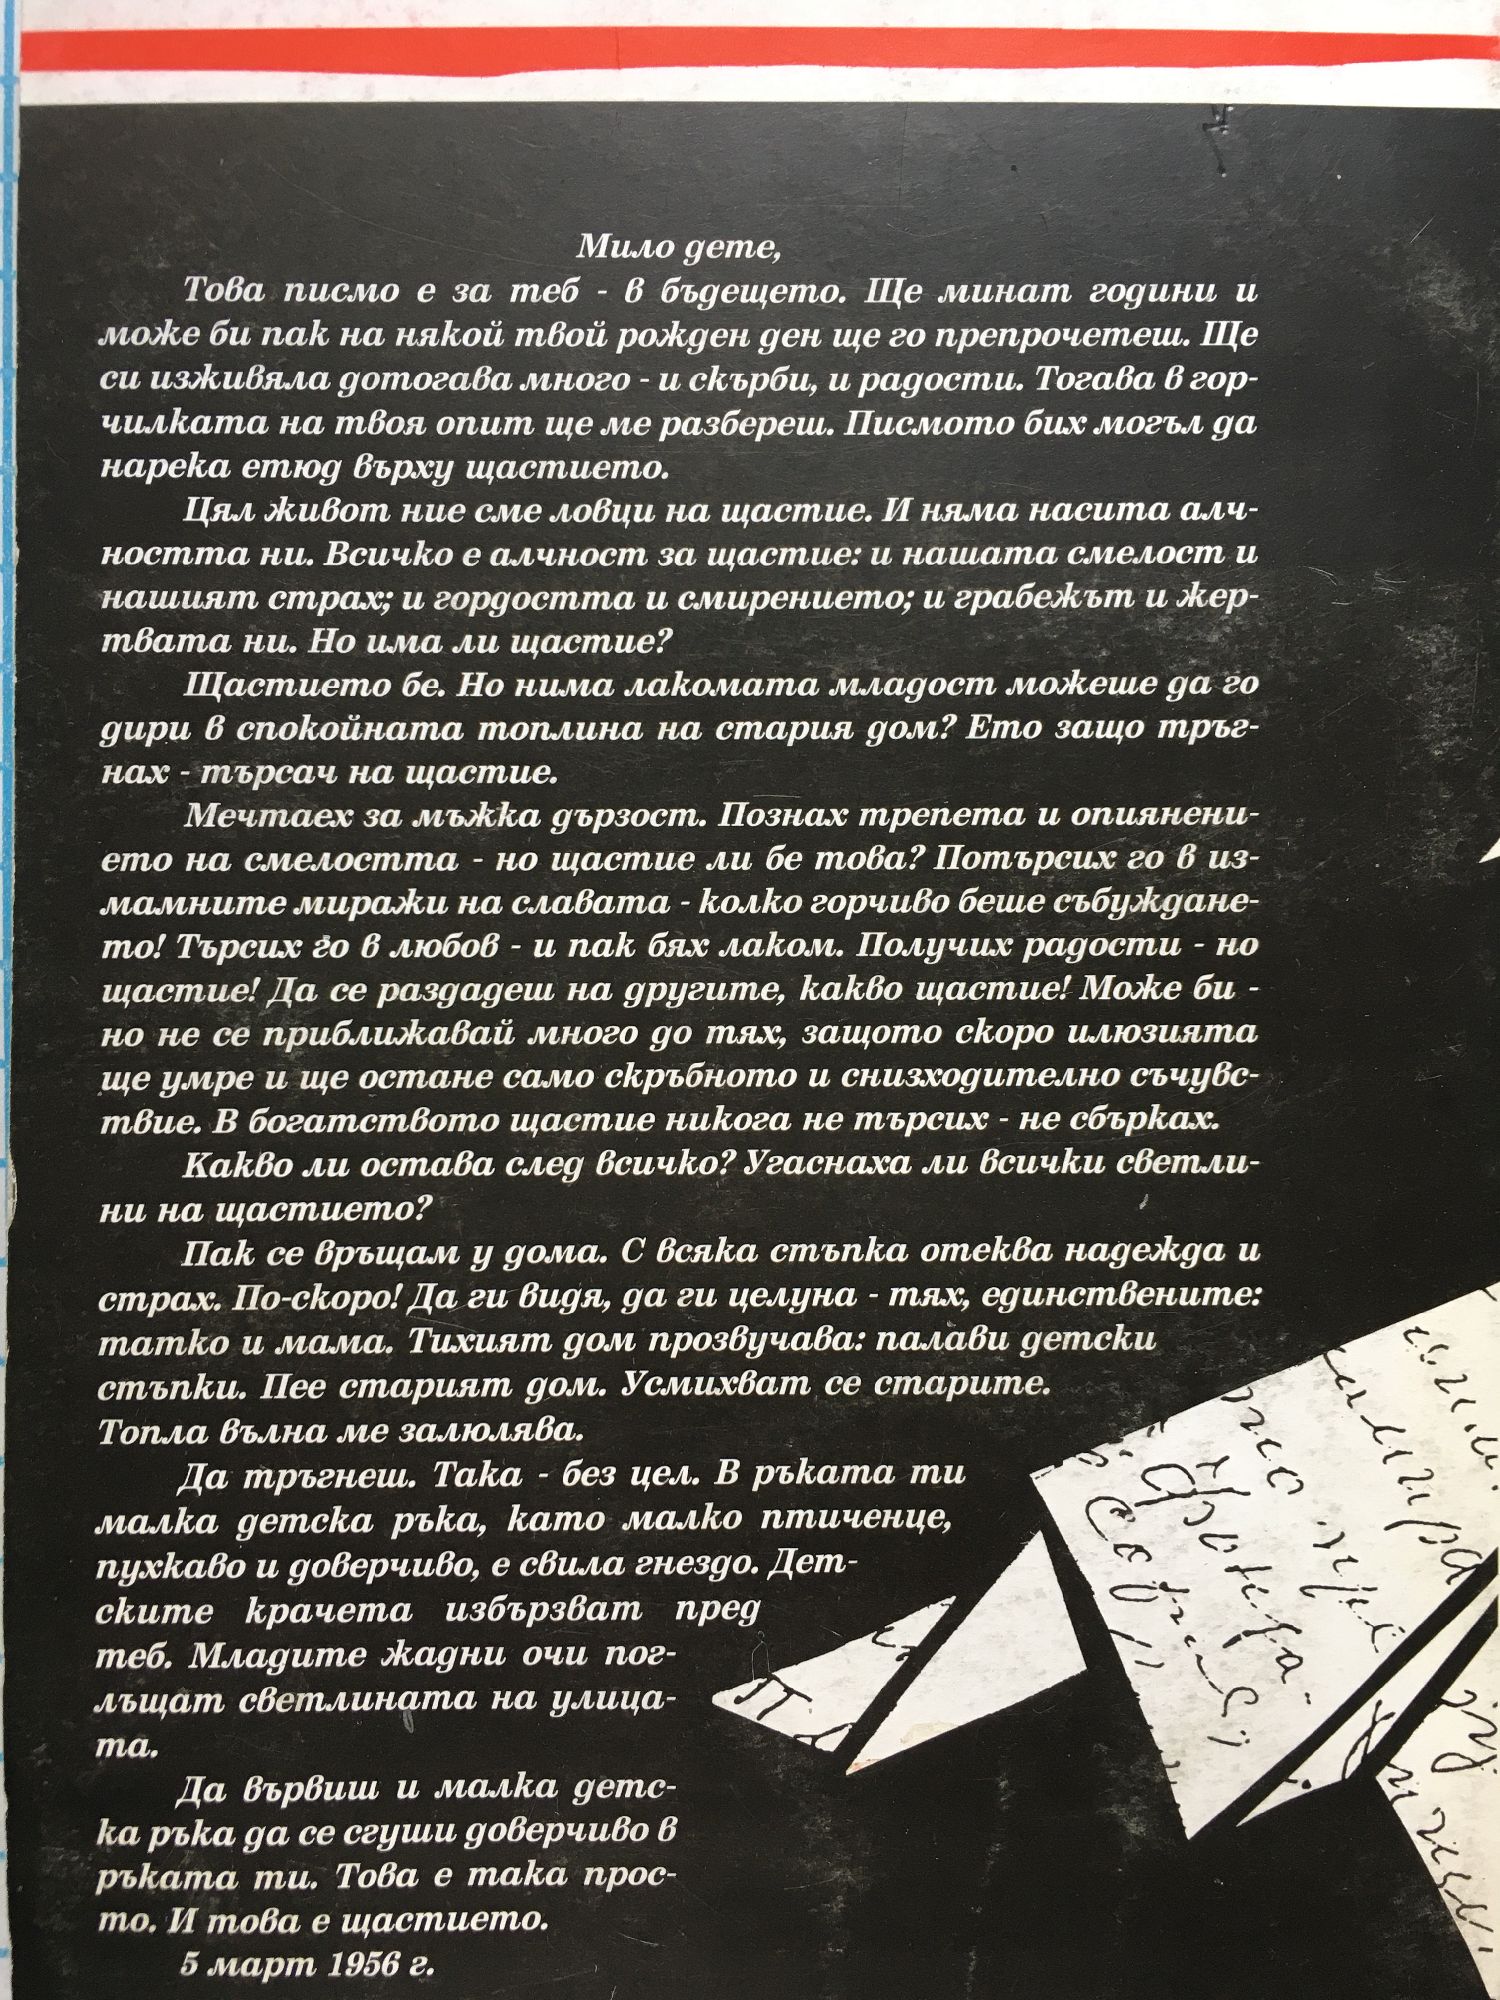 Мило дете,
Това писмо е за теб - в бъдещето. Ще минат години и
може би пак на някой твой рожден ден ще го препрочетеш. Ще
си изживяла дотогава много - и скърби, и радости. Тогава в гор-
чилката на твоя опит ще ме разбереш. Писмото бих могъл да
нарека етюд върху щастието.
Цял живот ние сме ловци на щастие. И няма насита алч-
ността ни. Всичко е алчност за щастие: и нашата смелост и
нашият страх; и гордостта и смирението; и грабежът и жер-
твата ни. Но има ли щастие?
Щастието бе. Но нима лакомата младост можеше да го
дири в спокойната топлина на стария дом? Ето защо тръг-
нах - търсач на щастие.
Мечтаех за мъжка дързост. Познах трепета и опиянени-
ето на смелостта - но щастие ли бе това? Потърсих го в из-
мамните миражи на славата - колко горчиво беше събуждане-
то! Търсих го в любов - и пак бях лаком. Получих радости - но
щастие! Да се раздадеш на другите, какво щастие! Може би -
но не се приближавай много до тях, защото скоро илюзията
ще умре и ще остане само скръбното и снизходително съчувс-
твие. В богатството щастие никога не търсих - не сбърках.
Какво ли остава след всичко? Угаснаха ли всички светли-
ни на щастието?
Пак се връщам у дома. С всяка стъпка отеква надежда и
страх. По-скоро! Да ги видя, да ги целуна - тях, единствените:
татко и мама. Тихият дом прозвучава: палави детски
стъпки. Пее старият дом. Усмихват се старите.
Топла вълна ме залюлява.
Да тръгнеш. Така - без цел. В ръката ти
малка детска ръка, като малко птиченце,
пухкаво и доверчиво, е свила гнездо. Дет-
ските крачета избързват пред
теб. Младите жадни очи пог-
лъщат светлината на улица-
та.
Да вървиш и малка детс-
ка ръка да се сгуши доверчиво в
ръката ти. Това е така прос-
то. И това е щастието.
5 март 1956 г.